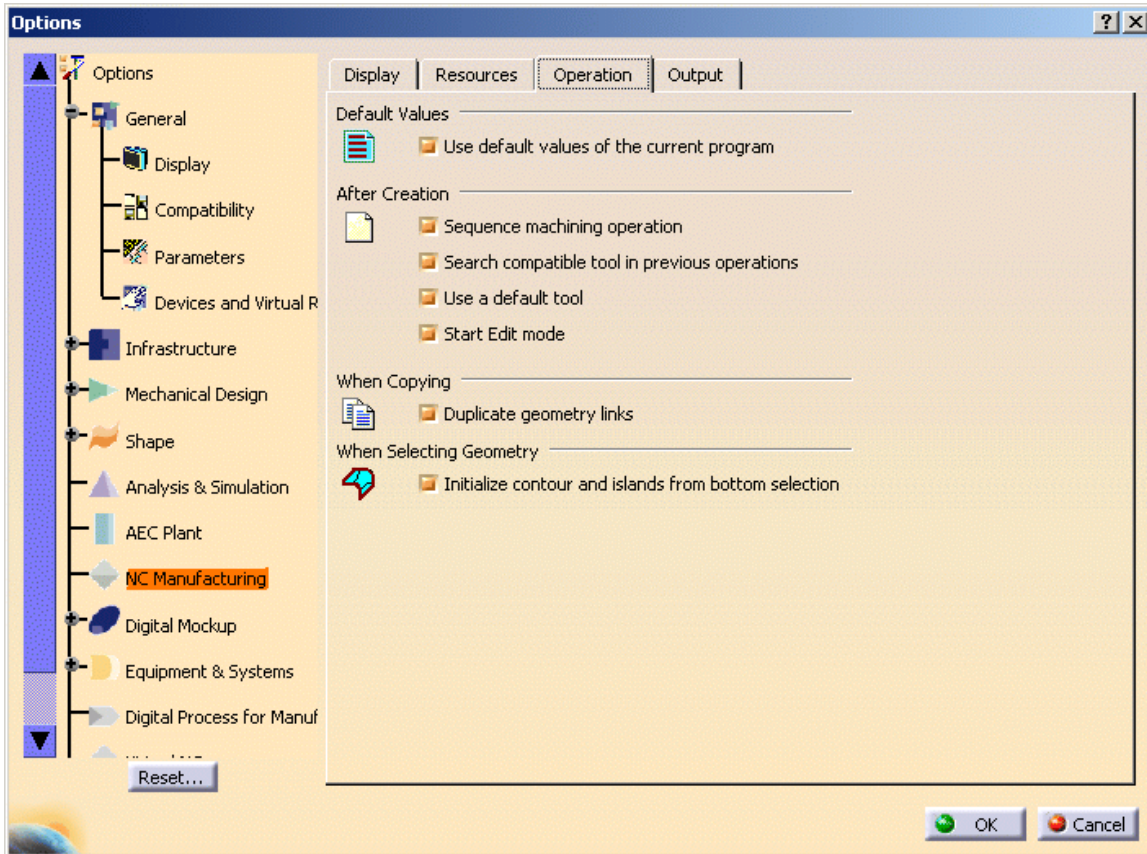 Options
Options
General
Display
Compatibility
Parameters
Devices and Virtual R
Infrastructure
Mechanical Design
Shape
Analysis & Simulation
AEC Plant
NC Manufacturing
Digital Mockup
Equipment & Systems
Digital Process for Manuf
Reset...
Display Resources Operation Output
Default Values
Use default values of the current program
After Creation
Sequence machining operation
Search compatible tool in previous operations
Use a default tool
Start Edit mode
When Copying
Duplicate geometry links
When Selecting Geometry
Initialize contour and islands from bottom selection
OK Cancel